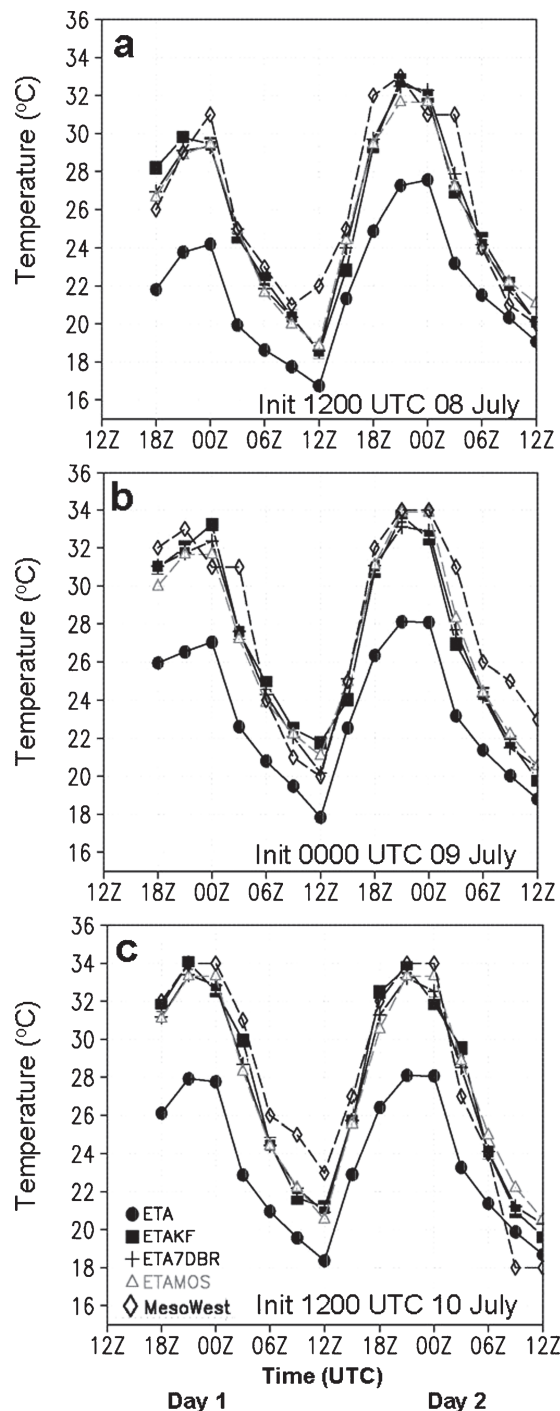 a
36
34
32
30
28
26
24
22
20
18
16
Temperature (°C)
Init 1200 UTC 08 July
12Z 18Z 00Z 06Z 12Z 18Z 00Z 06Z 12Z
b
36
34
32
30
28
26
24
22
20
18
16
Temperature (°C)
Init 0000 UTC 09 July
12Z 18Z 00Z 06Z 12Z 18Z 00Z 06Z 12Z
c
36
34
32
30
28
26
24
22
20
18
16
Temperature (°C)
ETA
ETAKF
ETA7DBR
ETAMOS
MesoWest
Init 1200 UTC 10 July
12Z 18Z 00Z 06Z 12Z 18Z 00Z 06Z 12Z
Time (UTC)
Day 1 Day 2